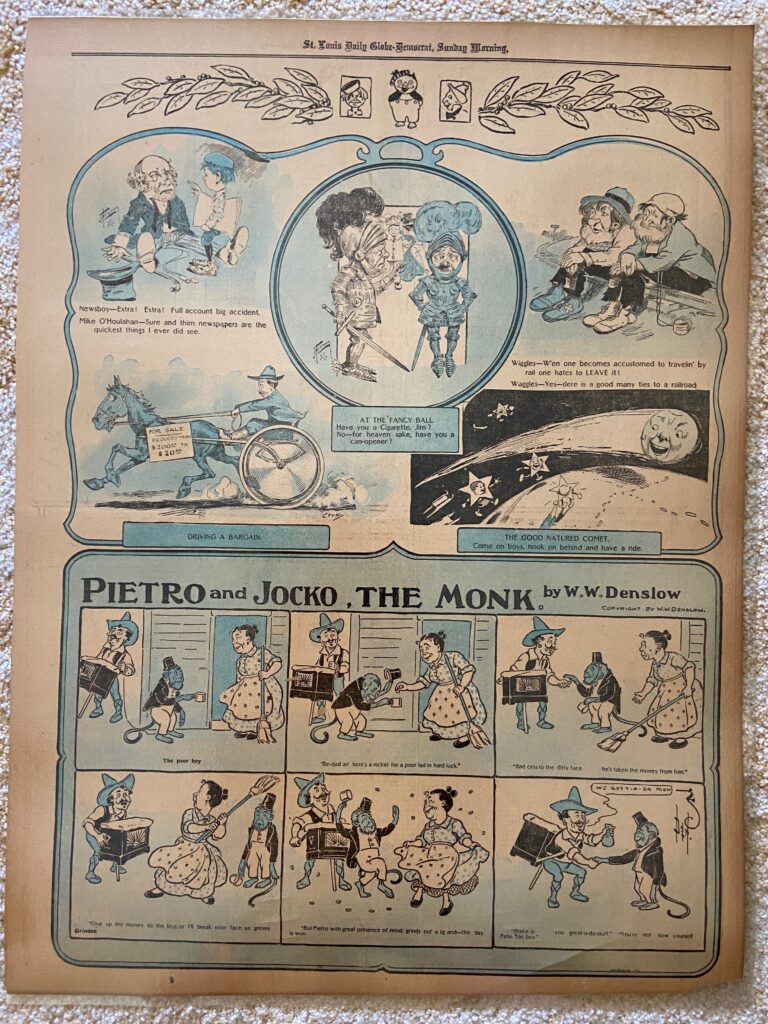 St. Louis Daily Globe-Democrat, Sunday Morning,
Newsboy—Extra! Extra! Full account big accident.
Mike O'Houlahan—Sure and thim newspapers are the
quickest things I ever did see.
Wiggles—W'en one becomes accustomed to travelin' by
rail one hates to LEAVE it!
Waggles—Yes—dere is a good many ties to a railroad
AT THE FANCY BALL
Have you a Cigarette, Jim?
No—for heaven sake, have you a
can-opener?
FOR SALE
REDUCED FROM
$200.00 TO
$20.00
DRIVING A BARGAIN.
THE GOOD NATURED COMET.
Come on boys, hook on behind and have a ride.
PIETRO and JOCKO, THE MONK. by W.W. Denslow
COPYRIGHT BY W.W.DENSLOW.
The poor boy
"Be-dad an' here's a nickel for a poor lad in hard luck."
"Bad cess to the dirty face he's taken the money from him."
"Give up the money to the bye, or I'll break your face ye greasy
Grindee
"But Pietro with great presence of mind, grinds out a jig and—the day
is won
WE GOTT-A-DA MON
"Shake-a you great-a-da-stuff." "You're not slow yourself,
Pete, "Tai boy"